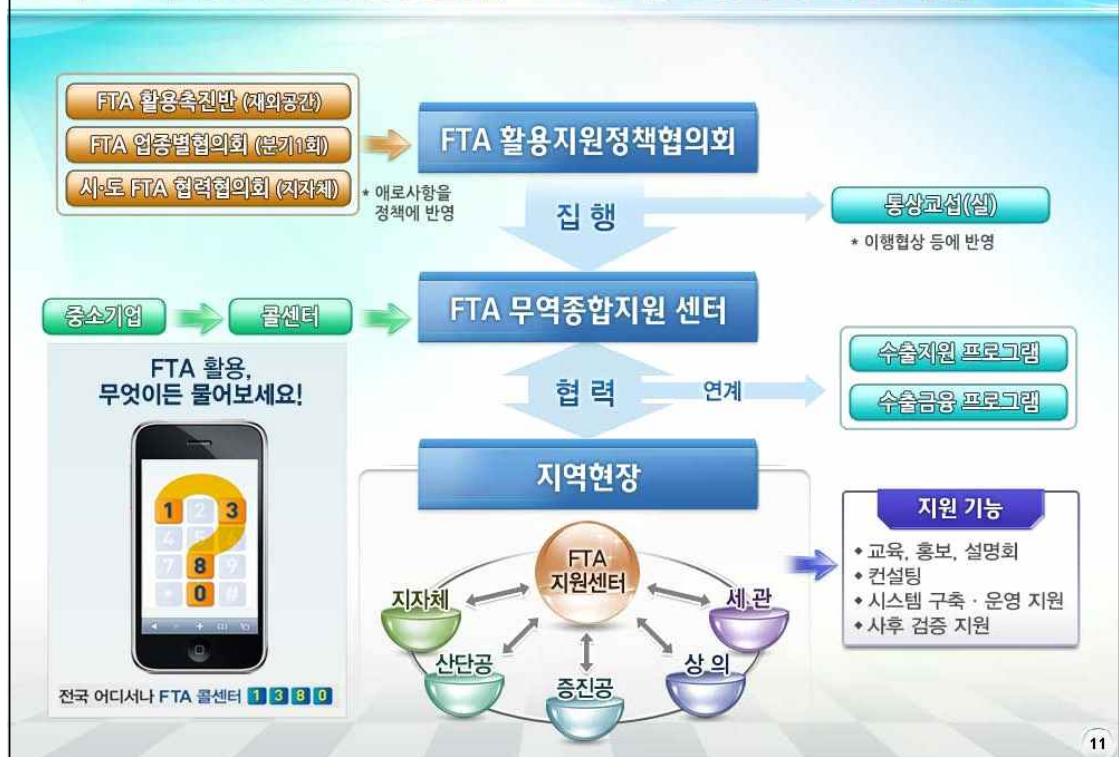 FTA 활용촉진반 (재외공간)
FTA 업종별협의회 (분기1회)
시·도 FTA 협력협의회 (지자체)
* 애로사항을
정책에 반영
FTA 활용지원정책협의회
집 행
통상교섭(실)
* 이행협상 등에 반영
중소기업
콜센터
FTA 무역종합지원 센터
협 력
연계
수출지원 프로그램
수출금융 프로그램
FTA 활용,
무엇이든 물어보세요!
1 2 3
4 5 6
7 8 9
* 0 #
전국 어디서나 FTA 콜센터 1 3 8 0
지역현장
FTA
지원센터
지자체
산단공
증진공
상 의
세 관
지원 기능
◆ 교육, 홍보, 설명회
◆ 컨설팅
◆ 시스템 구축 · 운영 지원
◆ 사후 검증 지원
11